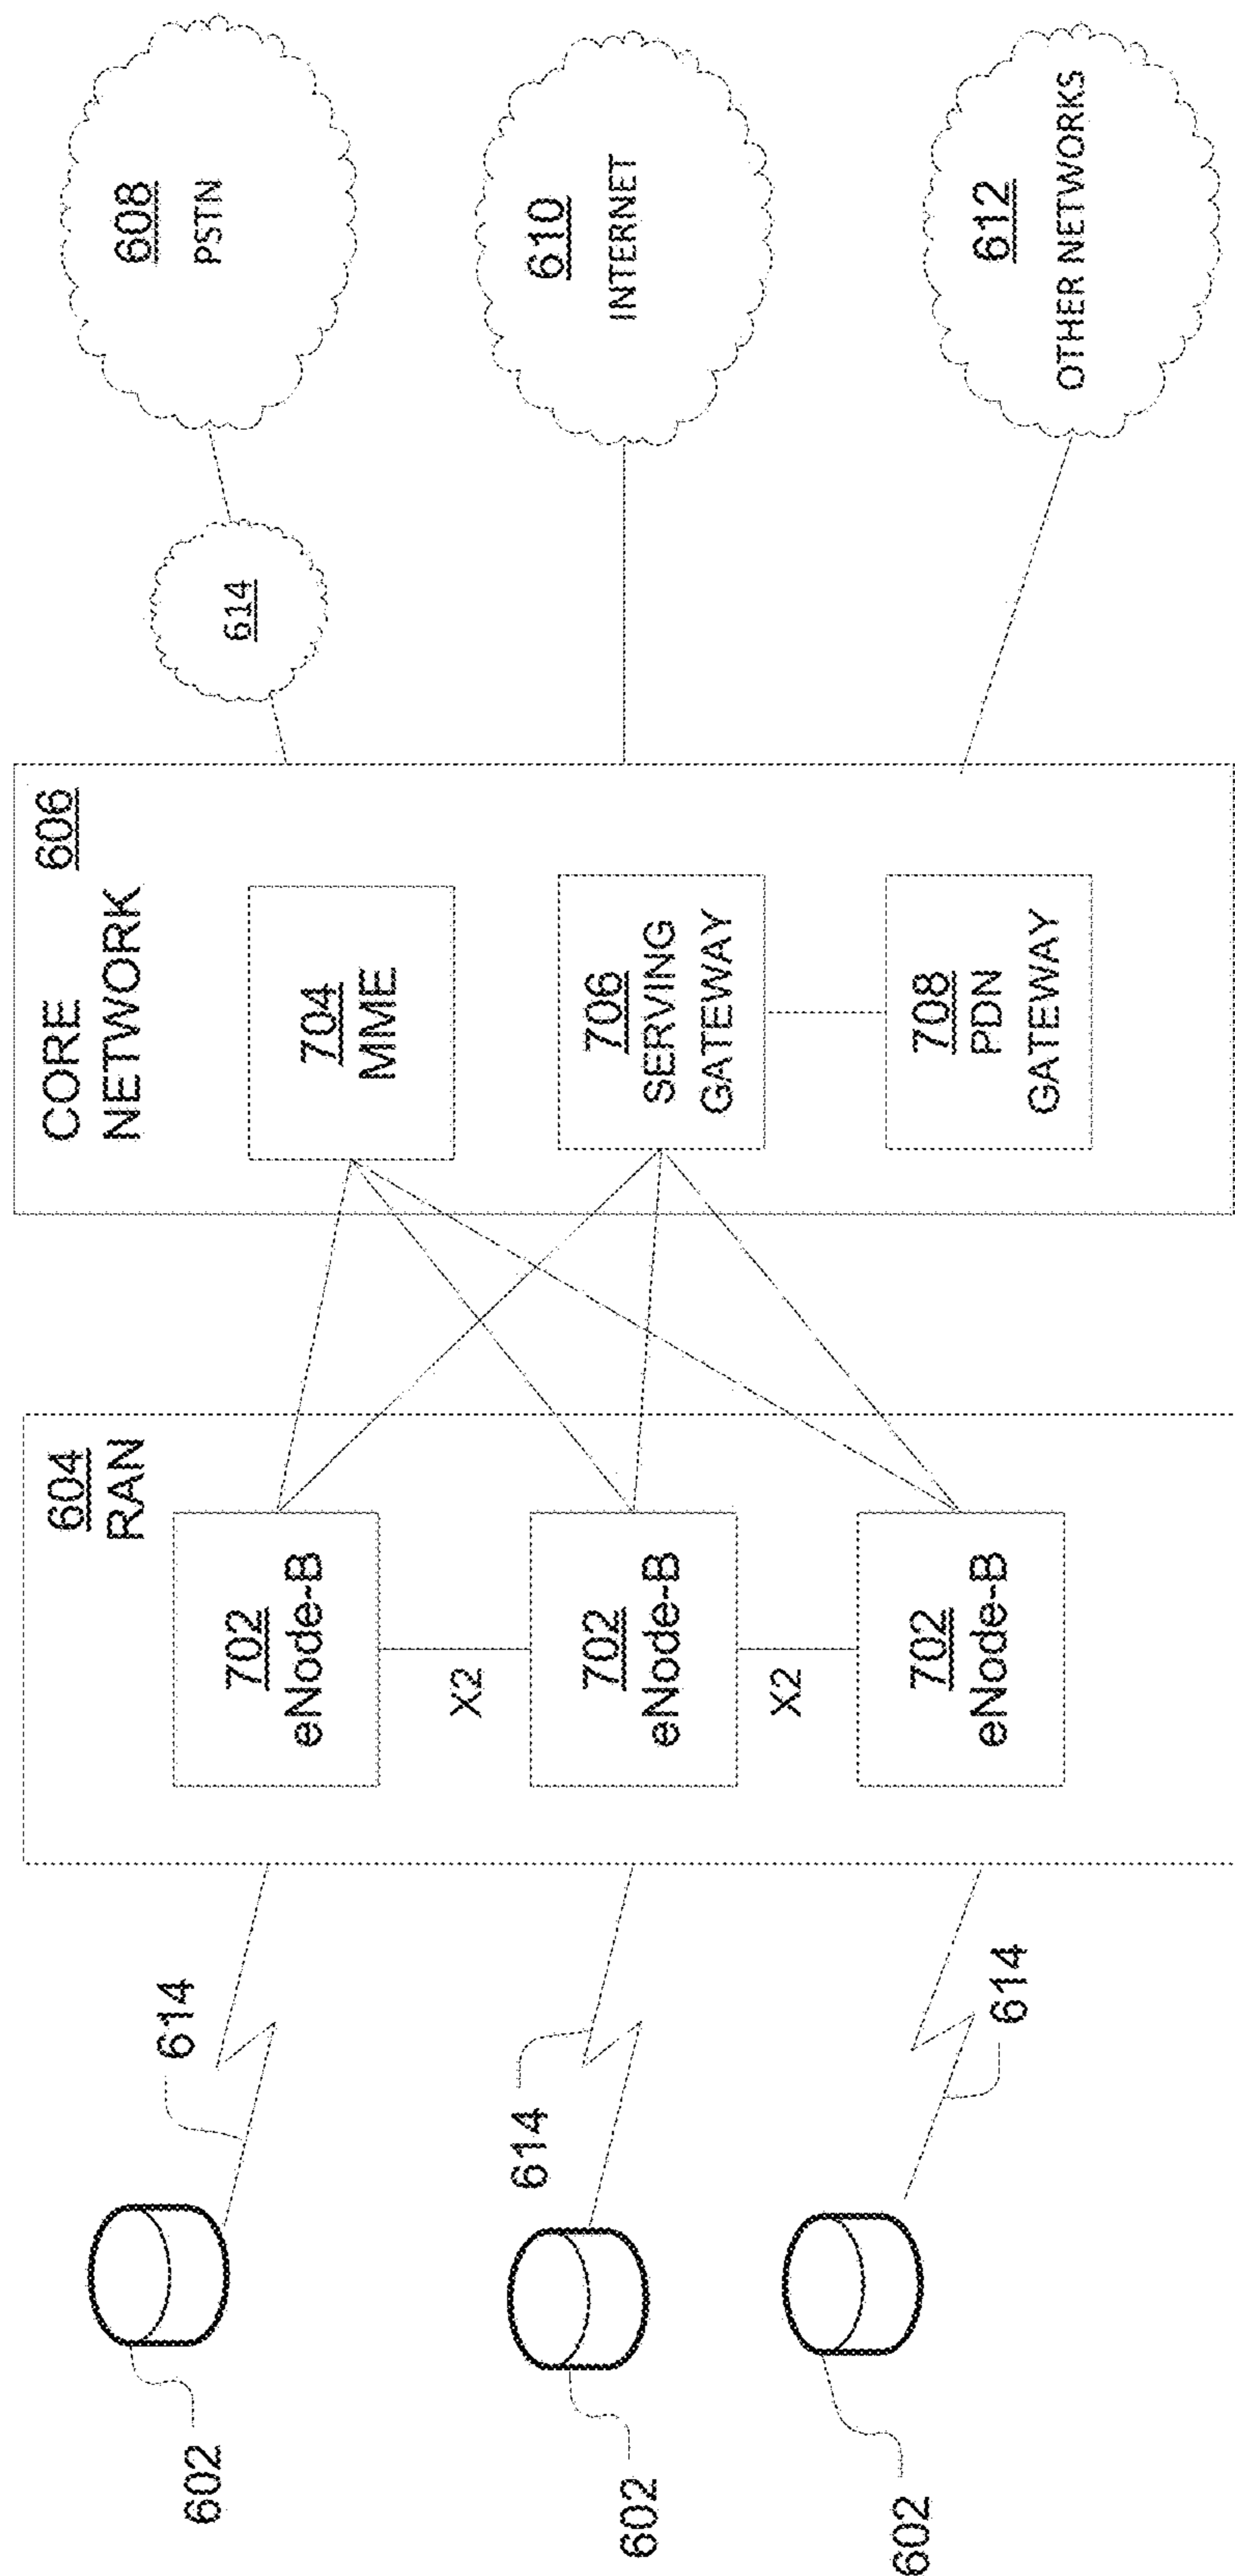 602
602
602
614
614
614
604
RAN
702
eNode-B
X2
702
eNode-B
X2
702
eNode-B
CORE
NETWORK
606
704
MME
706
SERVING
GATEWAY
708
PDN
GATEWAY
614
608
PSTN
610
INTERNET
612
OTHER NETWORKS